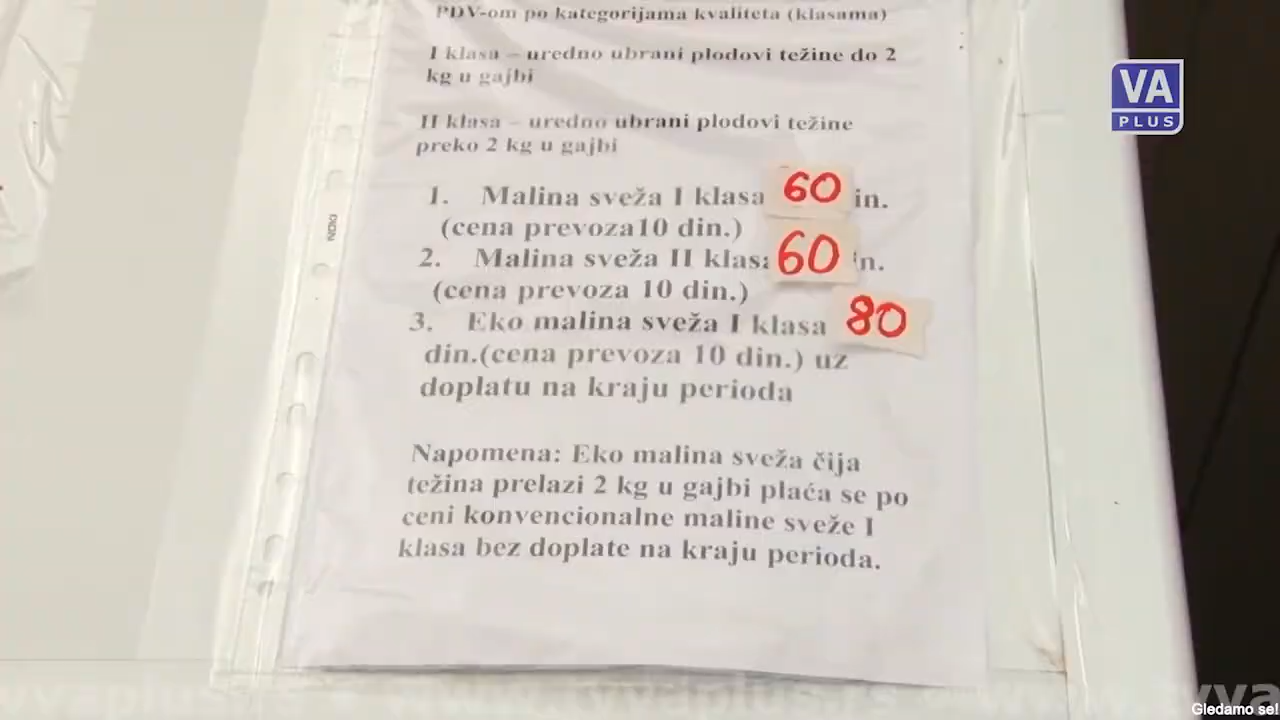 PDV-om po kategorijama kvaliteta (klasama)
I klasa – uredno ubrani plodovi težine do 2
kg u gajbi
II klasa – uredno ubrani plodovi težine
preko 2 kg u gajbi
1. Malina sveža I klasa 60 in.
(cena prevoza10 din.)
2. Malina sveža II klasa 60 in.
(cena prevoza 10 din.)
3. Eko malina sveža I klasa 80
din.(cena prevoza 10 din.) uz
doplatu na kraju perioda
Napomena: Eko malina sveža čija
težina prelazi 2 kg u gajbi plaća se po
ceni konvencionalne maline sveže I
klasa bez doplate na kraju perioda.
VA
PLUS
Gledamo se!